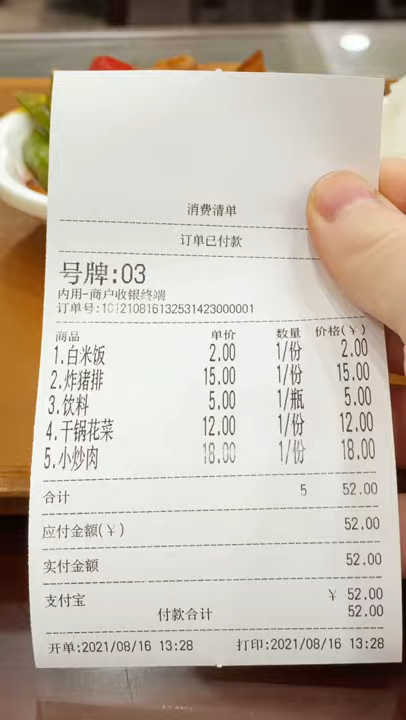 消费清单
订单已付款
号牌:03
内用-商户收银终端
订单号:101210816132531423000001
商品 单价 数量 价格(¥)
1.白米饭 2.00 1/份 2.00
2.炸猪排 15.00 1/份 15.00
3.饮料 5.00 1/瓶 5.00
4.干锅花菜 12.00 1/份 12.00
5.小炒肉 18.00 1/份 18.00
合计 5 52.00
应付金额(¥) 52.00
实付金额 52.00
支付宝 ¥ 52.00
付款合计 52.00
开单:2021/08/16 13:28 打印:2021/08/16 13:28